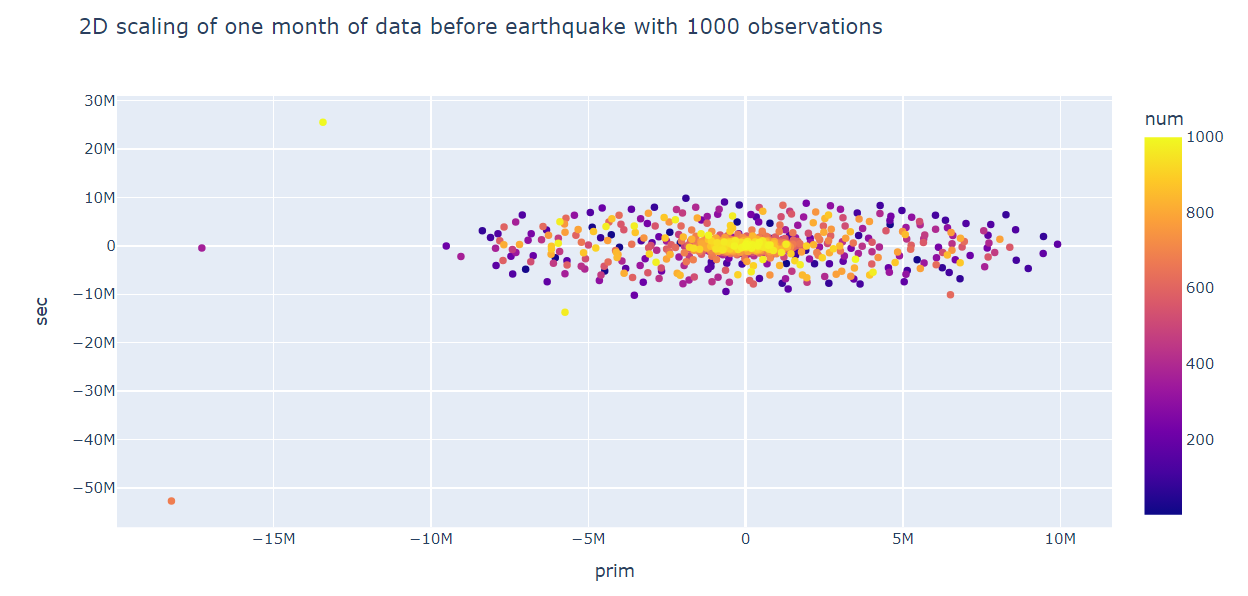 2D scaling of one month of data before earthquake with 1000 observations
30M
20M
10M
0
−10M
−20M
−30M
−40M
−50M
sec
−15M
−10M
−5M
0
5M
10M
prim
num
1000
800
600
400
200